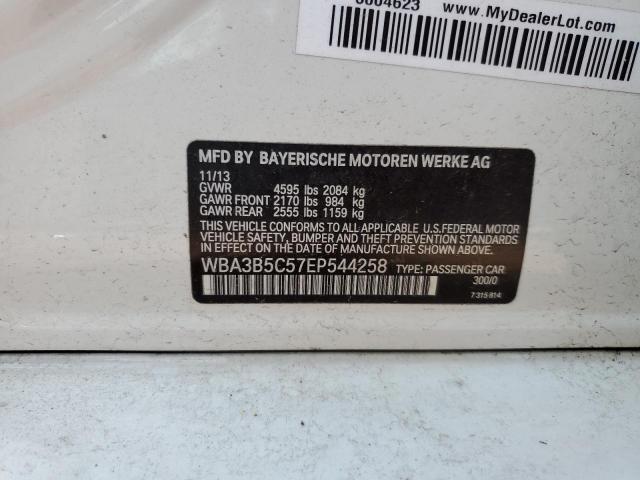 0004623 www.MyDealerLot.com
MFD BY BAYERISCHE MOTOREN WERKE AG
11/13
GVWR 4595 lbs 2084 kg
GAWR FRONT 2170 lbs 984 kg
GAWR REAR 2555 lbs 1159 kg
THIS VEHICLE CONFORMS TO ALL APPLICABLE U.S.FEDERAL MOTOR
VEHICLE SAFETY, BUMPER, AND THEFT PREVENTION STANDARDS IN
EFFECT ON THE DATE OF MANUFACTURE SHOWN ABOVE.
WBA3B5C57EP544258 TYPE: PASSENGER CAR
300/0
7 315 814